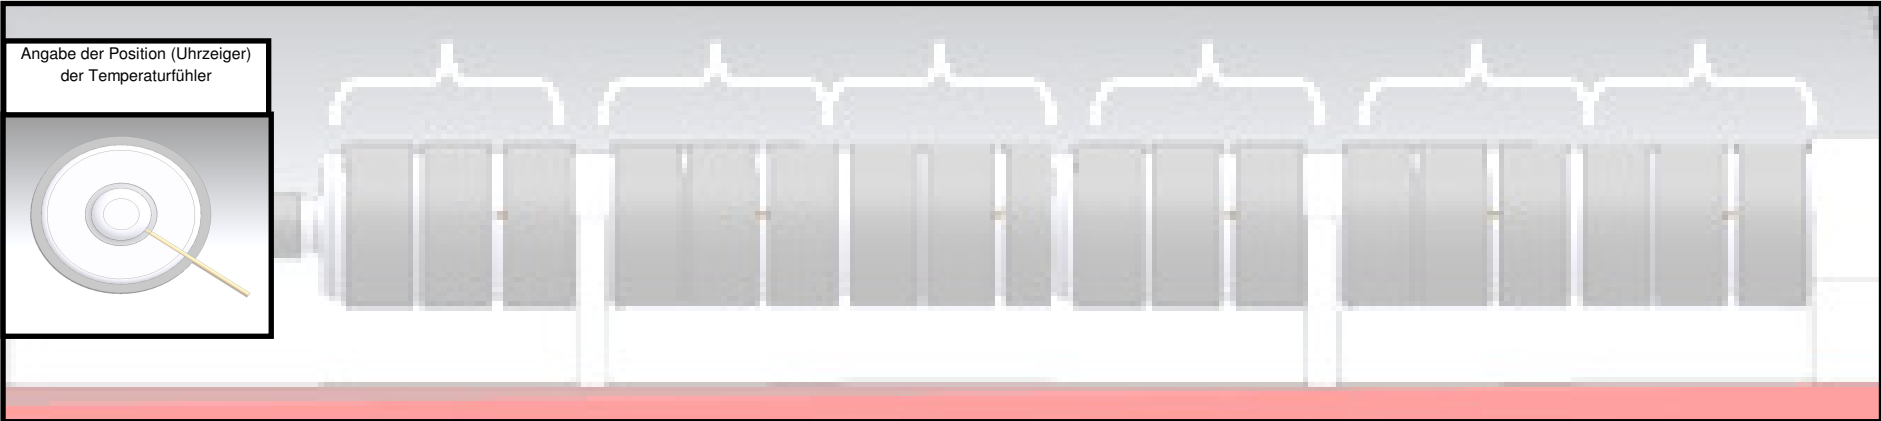 Angabe der Position (Uhrzeiger)
der Temperaturfühler